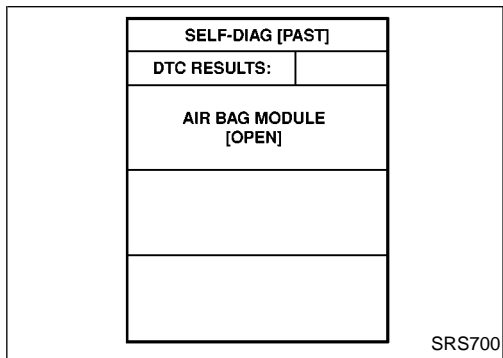 SELF-DIAG [PAST]
DTC RESULTS:
AIR BAG MODULE
[OPEN]
SRS700